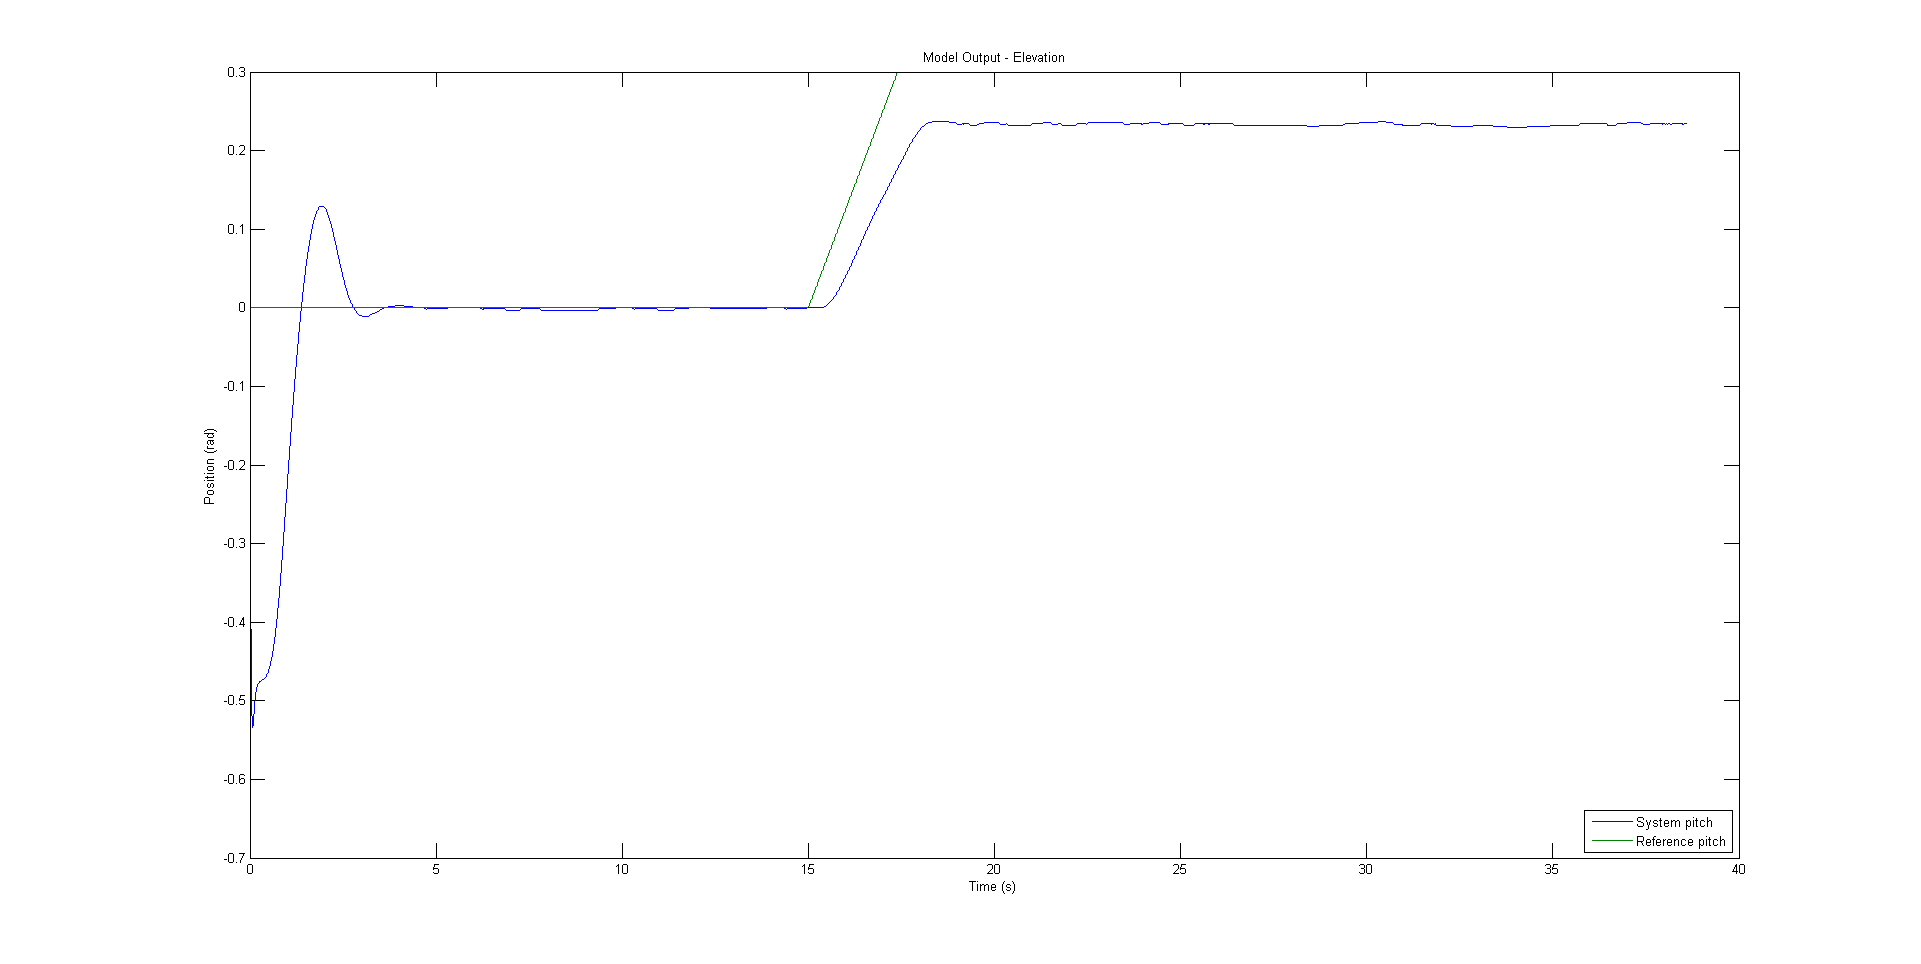 Model Output - Elevation
0.3
0.2
0.1
0
-0.1
-0.2
-0.3
-0.4
-0.5
-0.6
-0.7
Position (rad)
0 5 10 15 20 25 30 35 40
Time (s)
System pitch
Reference pitch